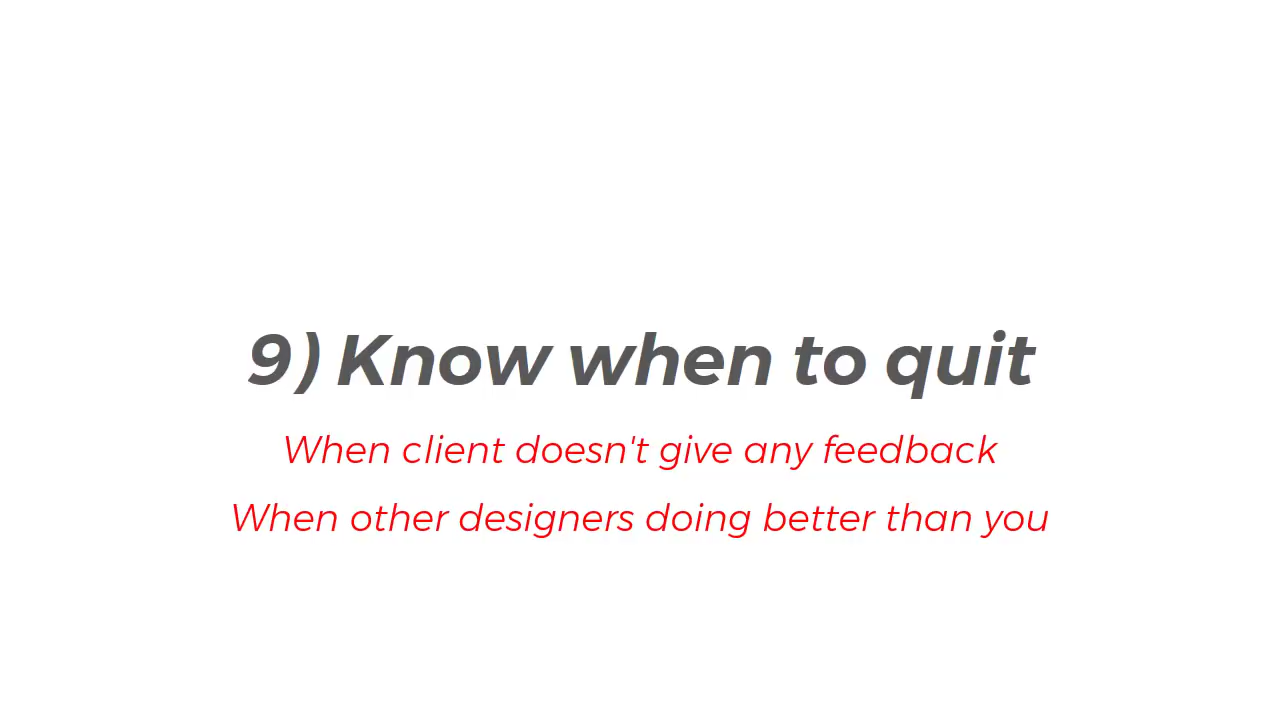 9) Know when to quit
When client doesn't give any feedback
When other designers doing better than you